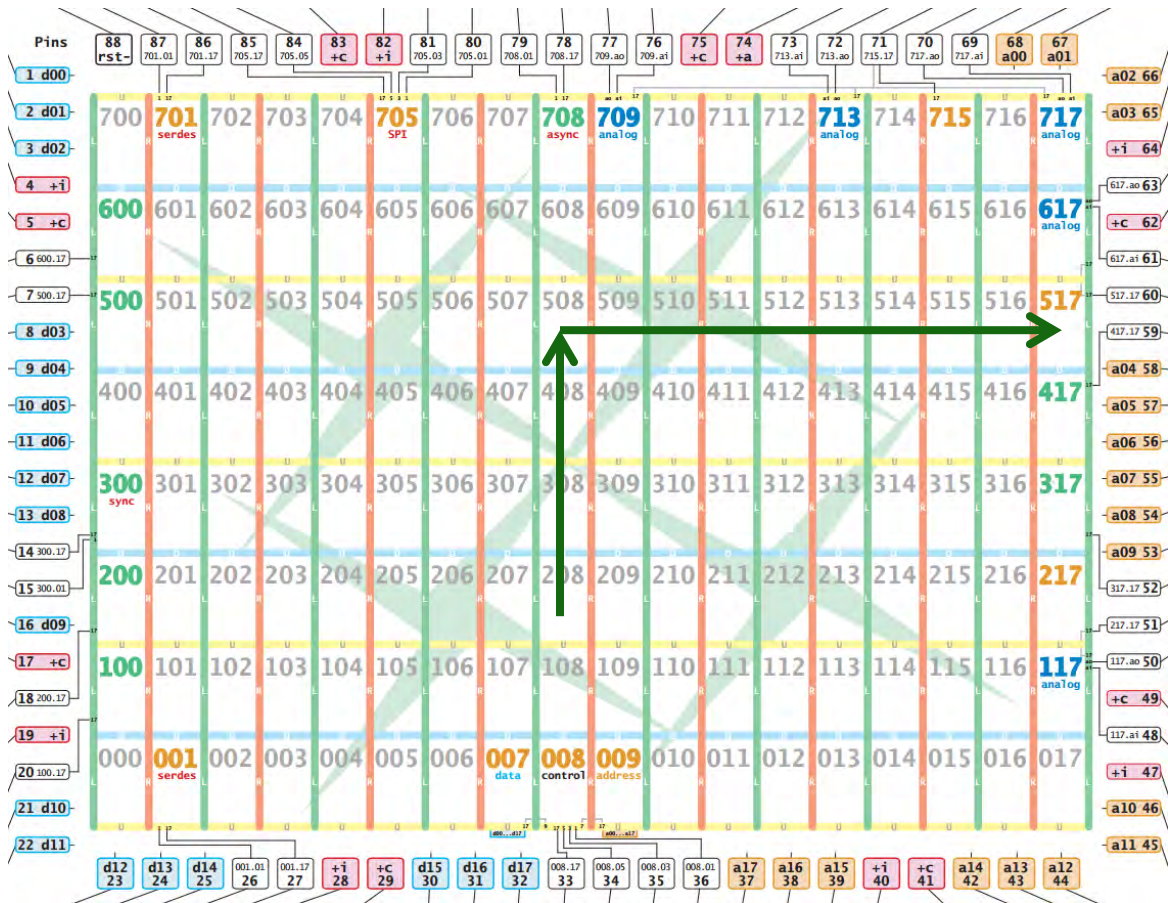 Pins 88 87 86 85 84 83 82 81 80 79 78 77 76 75 74 73 72 71 70 69 68 67
rst- 701.01 701.17 705.17 705.05 +c +i 705.03 705.01 708.01 708.17 709.ao 709.ai +c +a 713.ai 713.ao 715.17 717.ao 717.ai a00 a01
1 d00 a02 66
2 d01 700 701 702 703 704 705 706 707 708 709 710 711 712 713 714 715 716 717 a03 65
serdes SPI async analog analog analog
3 d02 +i 64
4 +i 617.ao 63
5 +c 600 601 602 603 604 605 606 607 608 609 610 611 612 613 614 615 616 617 +c 62
analog
6 600.17 617.ai 61
7 500.17 500 501 502 503 504 505 506 507 508 509 510 511 512 513 514 515 516 517 517.17 60
8 d03 417.17 59
9 d04 a04 58
10 d05 400 401 402 403 404 405 406 407 408 409 410 411 412 413 414 415 416 417 a05 57
11 d06 a06 56
12 d07 300 301 302 303 304 305 306 307 308 309 310 311 312 313 314 315 316 317 a07 55
sync
13 d08 a08 54
14 300.17 a09 53
15 300.01 200 201 202 203 204 205 206 207 208 209 210 211 212 213 214 215 216 217 317.17 52
16 d09 217.17 51
17 +c 100 101 102 103 104 105 106 107 108 109 110 111 112 113 114 115 116 117 117.ao 50
analog
18 200.17 +c 49
19 +i 117.ai 48
20 100.17 000 001 002 003 004 005 006 007 008 009 010 011 012 013 014 015 016 017 +i 47
serdes data control address
21 d10 a10 46
22 d11 d00...d17 a00...a17 a11 45
d12 d13 d14 001.01 001.17 +i +c d15 d16 d17 008.17 008.05 008.03 008.01 a17 a16 a15 +i +c a14 a13 a12
23 24 25 26 27 28 29 30 31 32 33 34 35 36 37 38 39 40 41 42 43 44